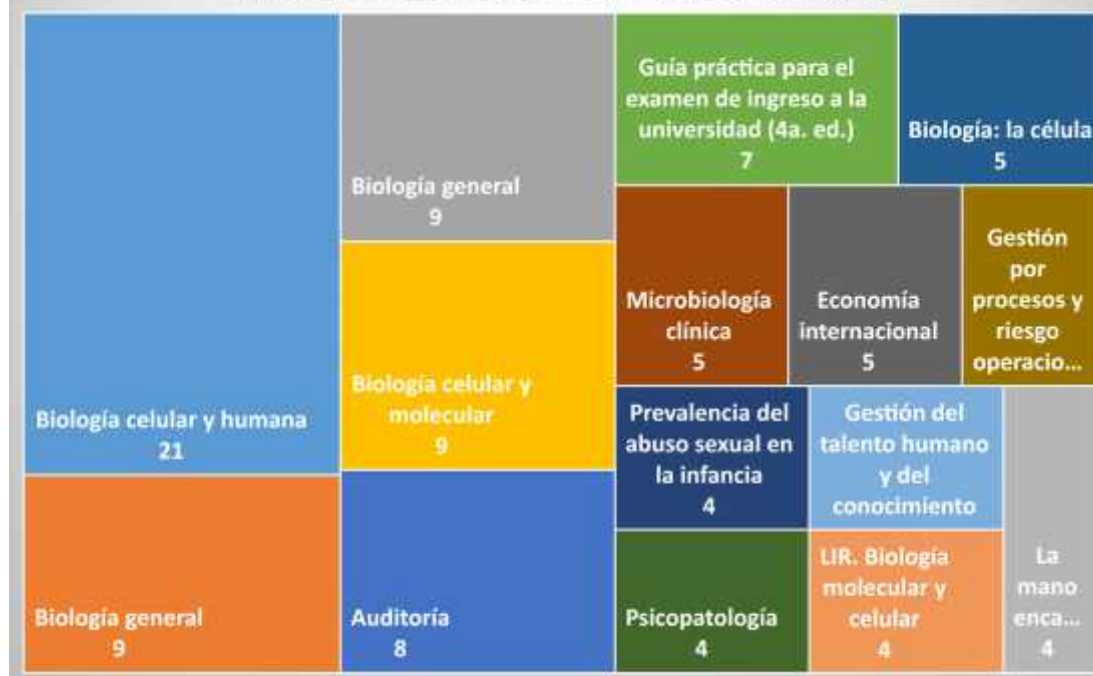 Biología celular y humana
21
Biología general
9
Biología general
9
Biología celular y
molecular
9
Auditoría
8
Guía práctica para el
examen de ingreso a la
universidad (4a. ed.)
7
Biología: la célula
5
Microbiología
clínica
5
Economía
internacional
5
Gestión
por
procesos y
riesgo
operacio...
Prevalencia del
abuso sexual en
la infancia
4
Gestión del
talento humano
y del
conocimiento
Psicopatología
4
LIR. Biología
molecular y
celular
4
La
mano
enca...
4